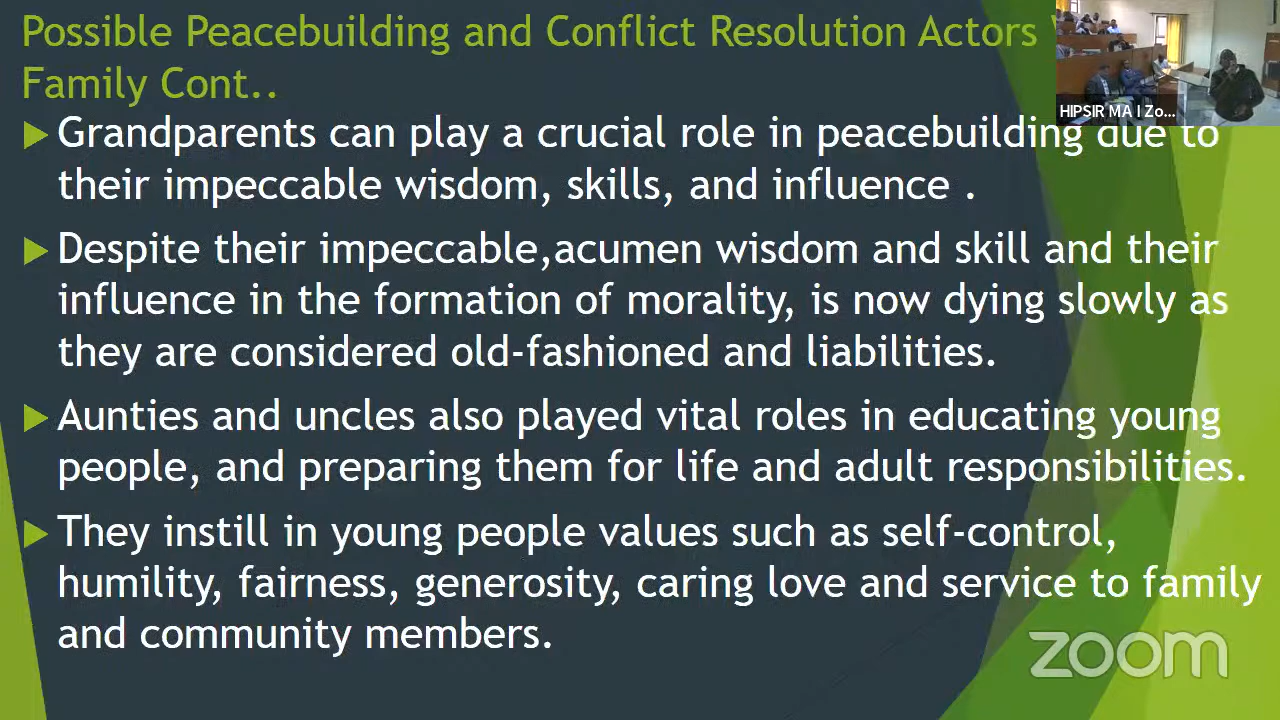 Possible Peacebuilding and Conflict Resolution Actors
Family Cont..
HIPSIR MA | Zo...
Grandparents can play a crucial role in peacebuilding due to
their impeccable wisdom, skills, and influence .
Despite their impeccable,acumen wisdom and skill and their
influence in the formation of morality, is now dying slowly as
they are considered old-fashioned and liabilities.
Aunties and uncles also played vital roles in educating young
people, and preparing them for life and adult responsibilities.
They instill in young people values such as self-control,
humility, fairness, generosity, caring love and service to family
and community members.
zoom